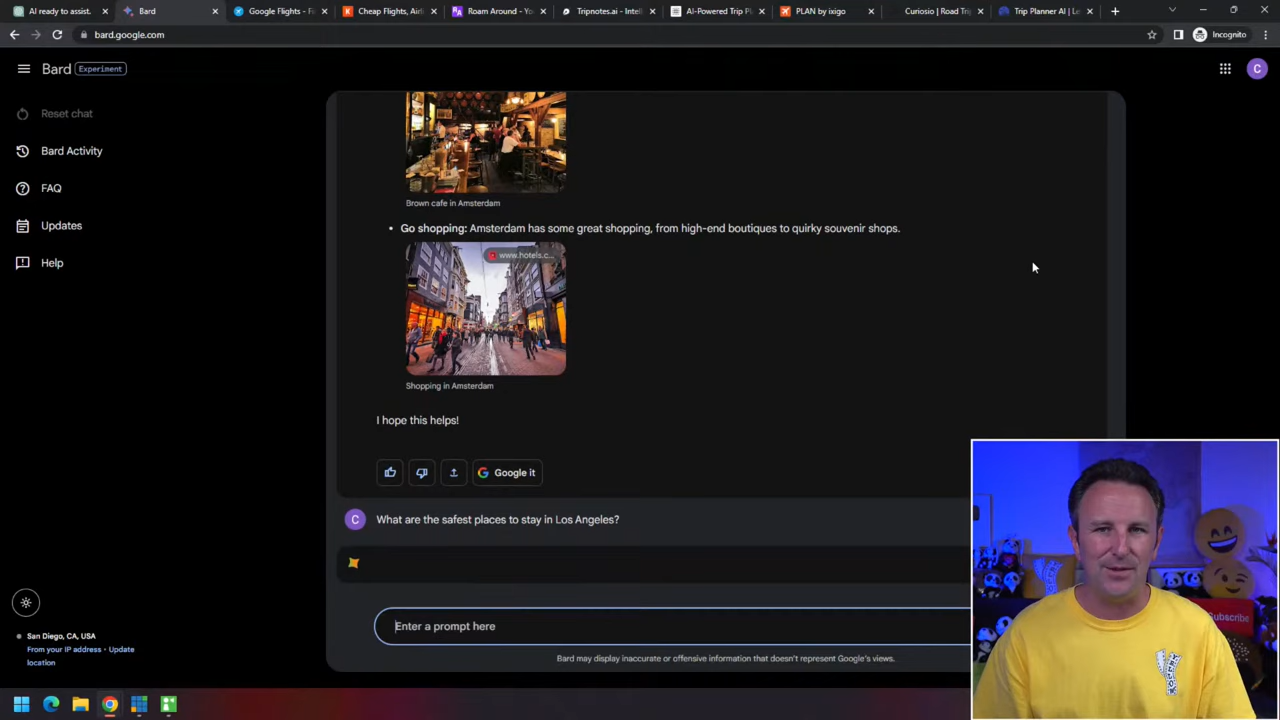 AI ready to assist.
Bard
Google Flights - F
Cheap Flights, Airli
Roam Around - Yo
Tripnotes.ai - Intell
AI-Powered Trip Pl
PLAN by ixigo
Curiosio | Road Tri
Trip Planner AI | Le
bard.google.com
Incognito
Bard
Experiment
C
Reset chat
Bard Activity
FAQ
Updates
Help
Brown cafe in Amsterdam
• Go shopping: Amsterdam has some great shopping, from high-end boutiques to quirky souvenir shops.
www.hotels.c...
Shopping in Amsterdam
I hope this helps!
Google it
C
What are the safest places to stay in Los Angeles?
Enter a prompt here
Bard may display inaccurate or offensive information that doesn't represent Google's views.
San Diego, CA, USA
From your IP address • Update
location
Subscribe